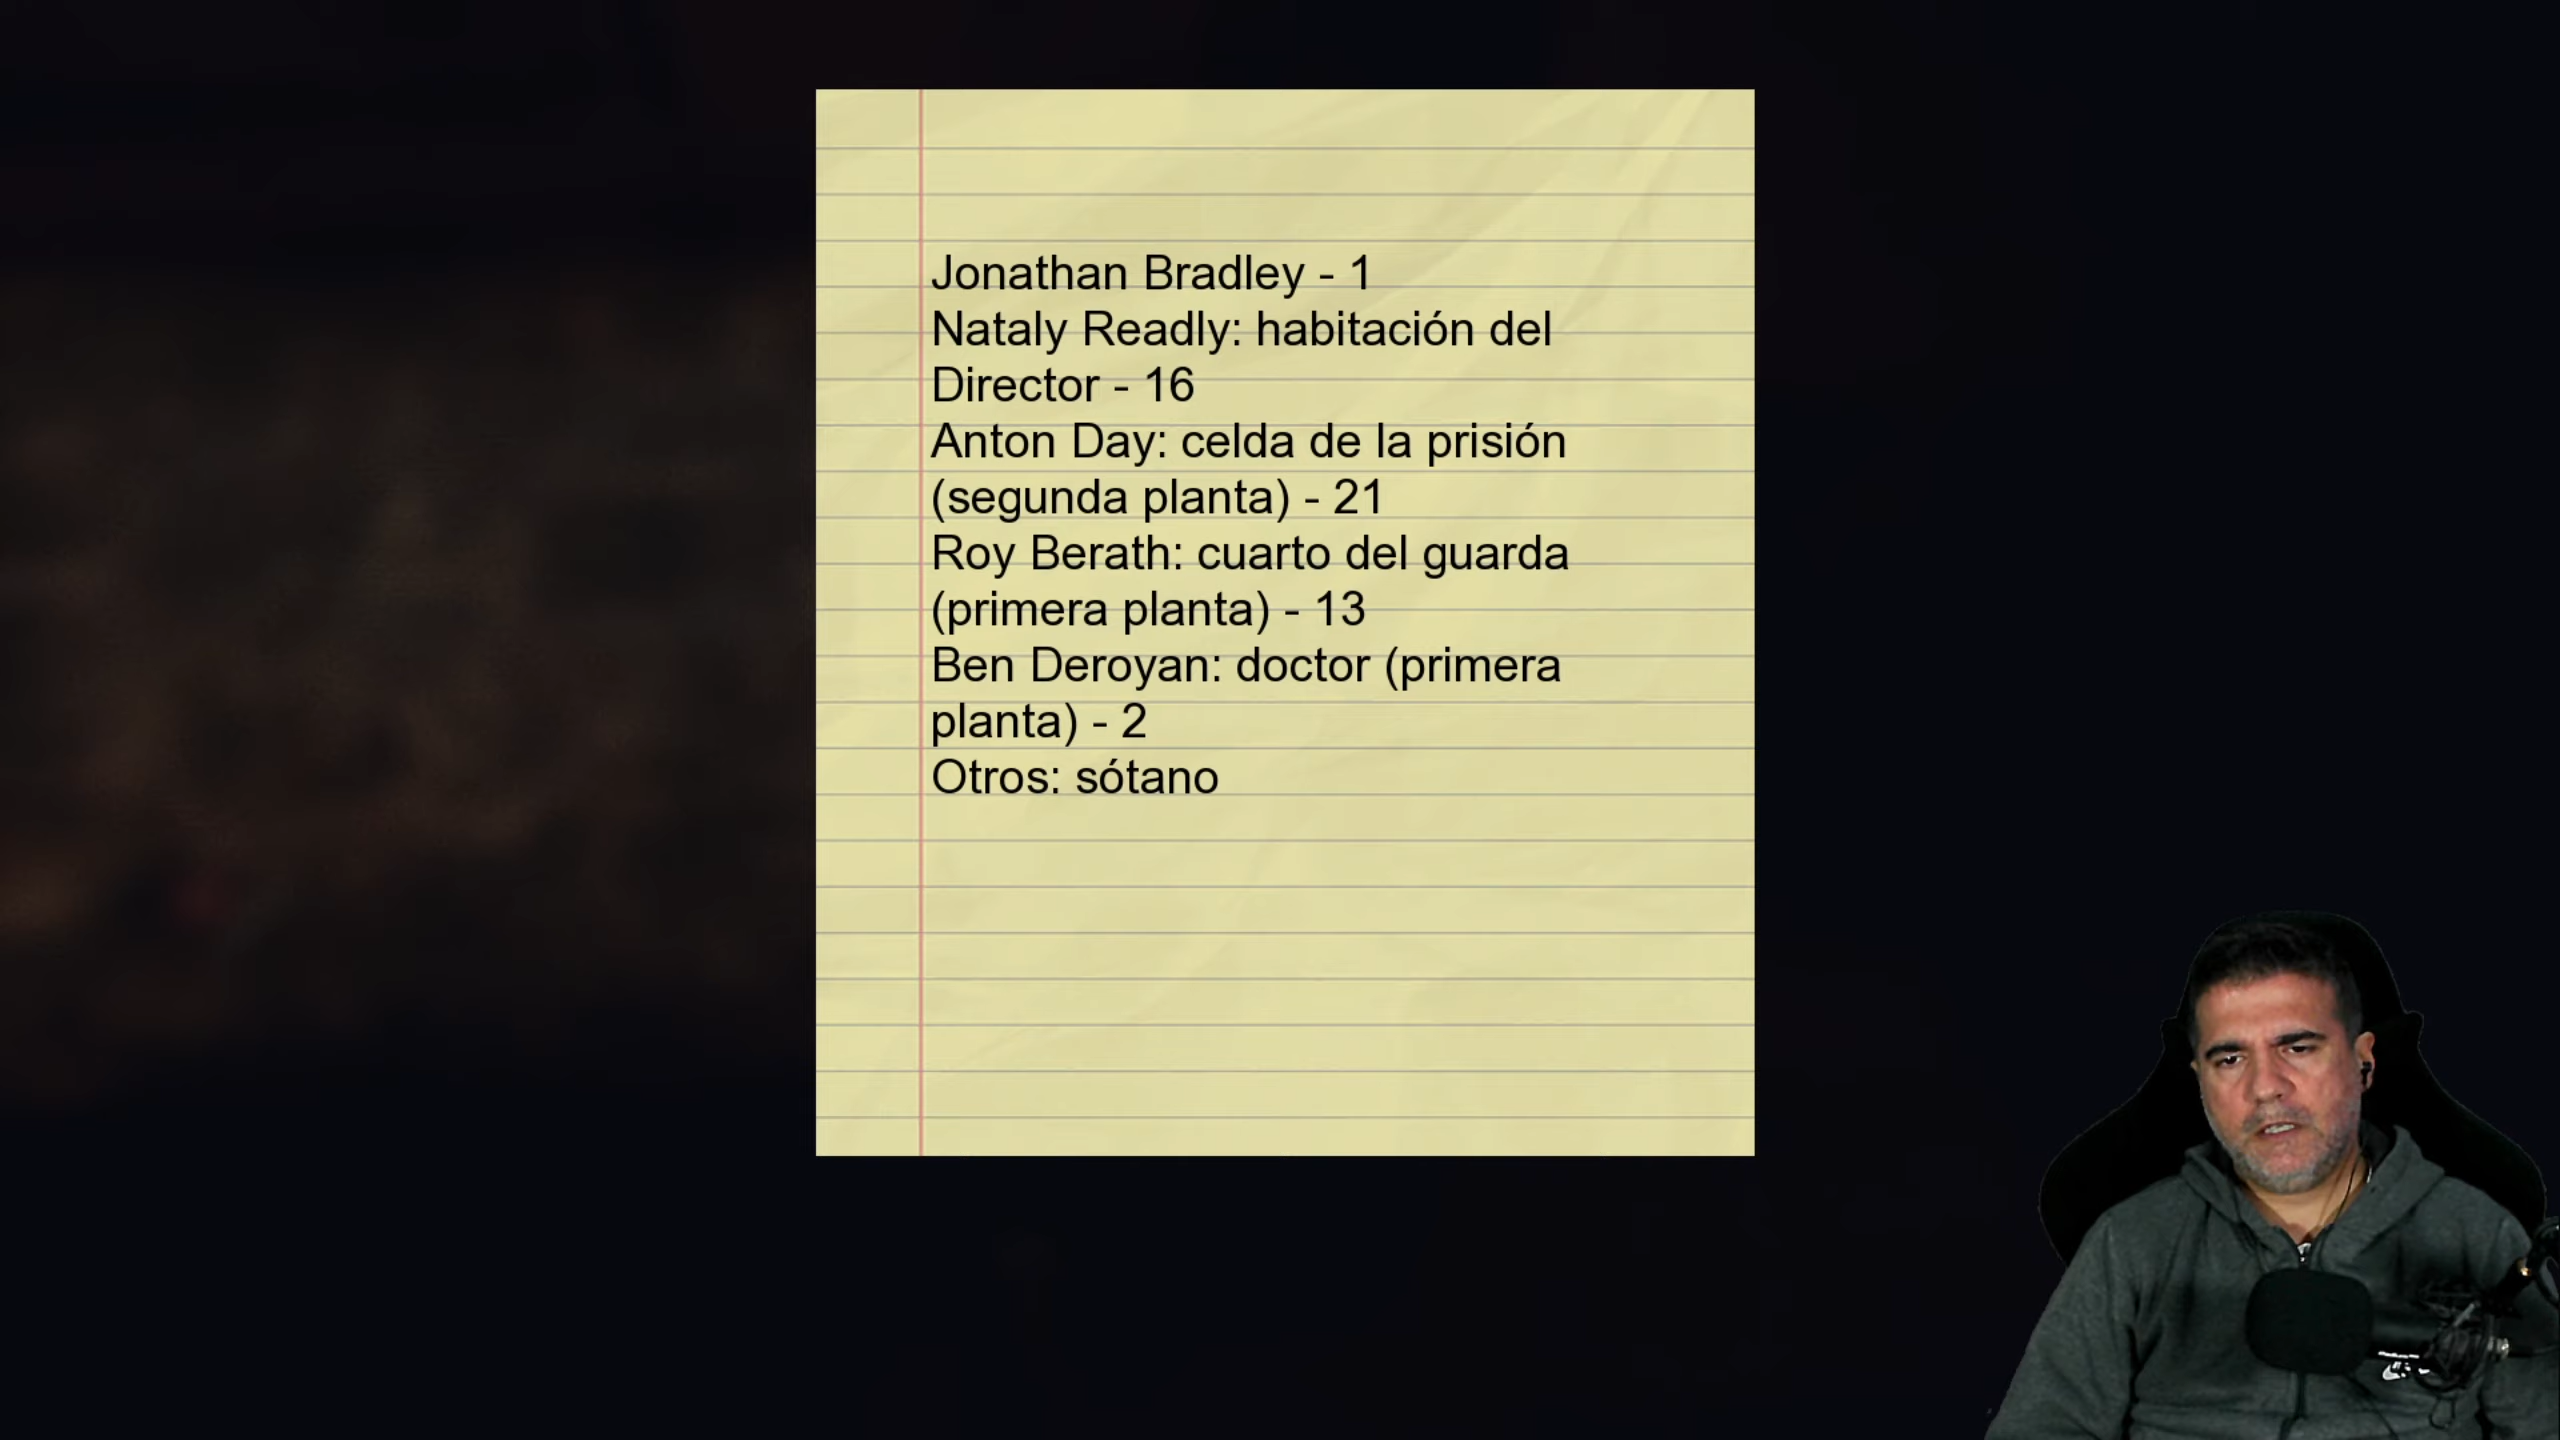 Jonathan Bradley - 1
Nataly Readly: habitación del
Director - 16
Anton Day: celda de la prisión
(segunda planta) - 21
Roy Berath: cuarto del guarda
(primera planta) - 13
Ben Deroyan: doctor (primera
planta) - 2
Otros: sótano